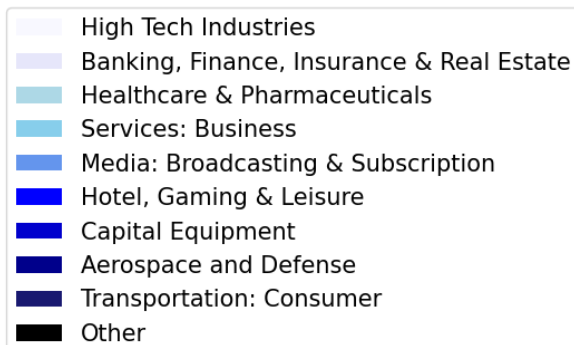 High Tech Industries
Banking, Finance, Insurance & Real Estate
Healthcare & Pharmaceuticals
Services: Business
Media: Broadcasting & Subscription
Hotel, Gaming & Leisure
Capital Equipment
Aerospace and Defense
Transportation: Consumer
Other